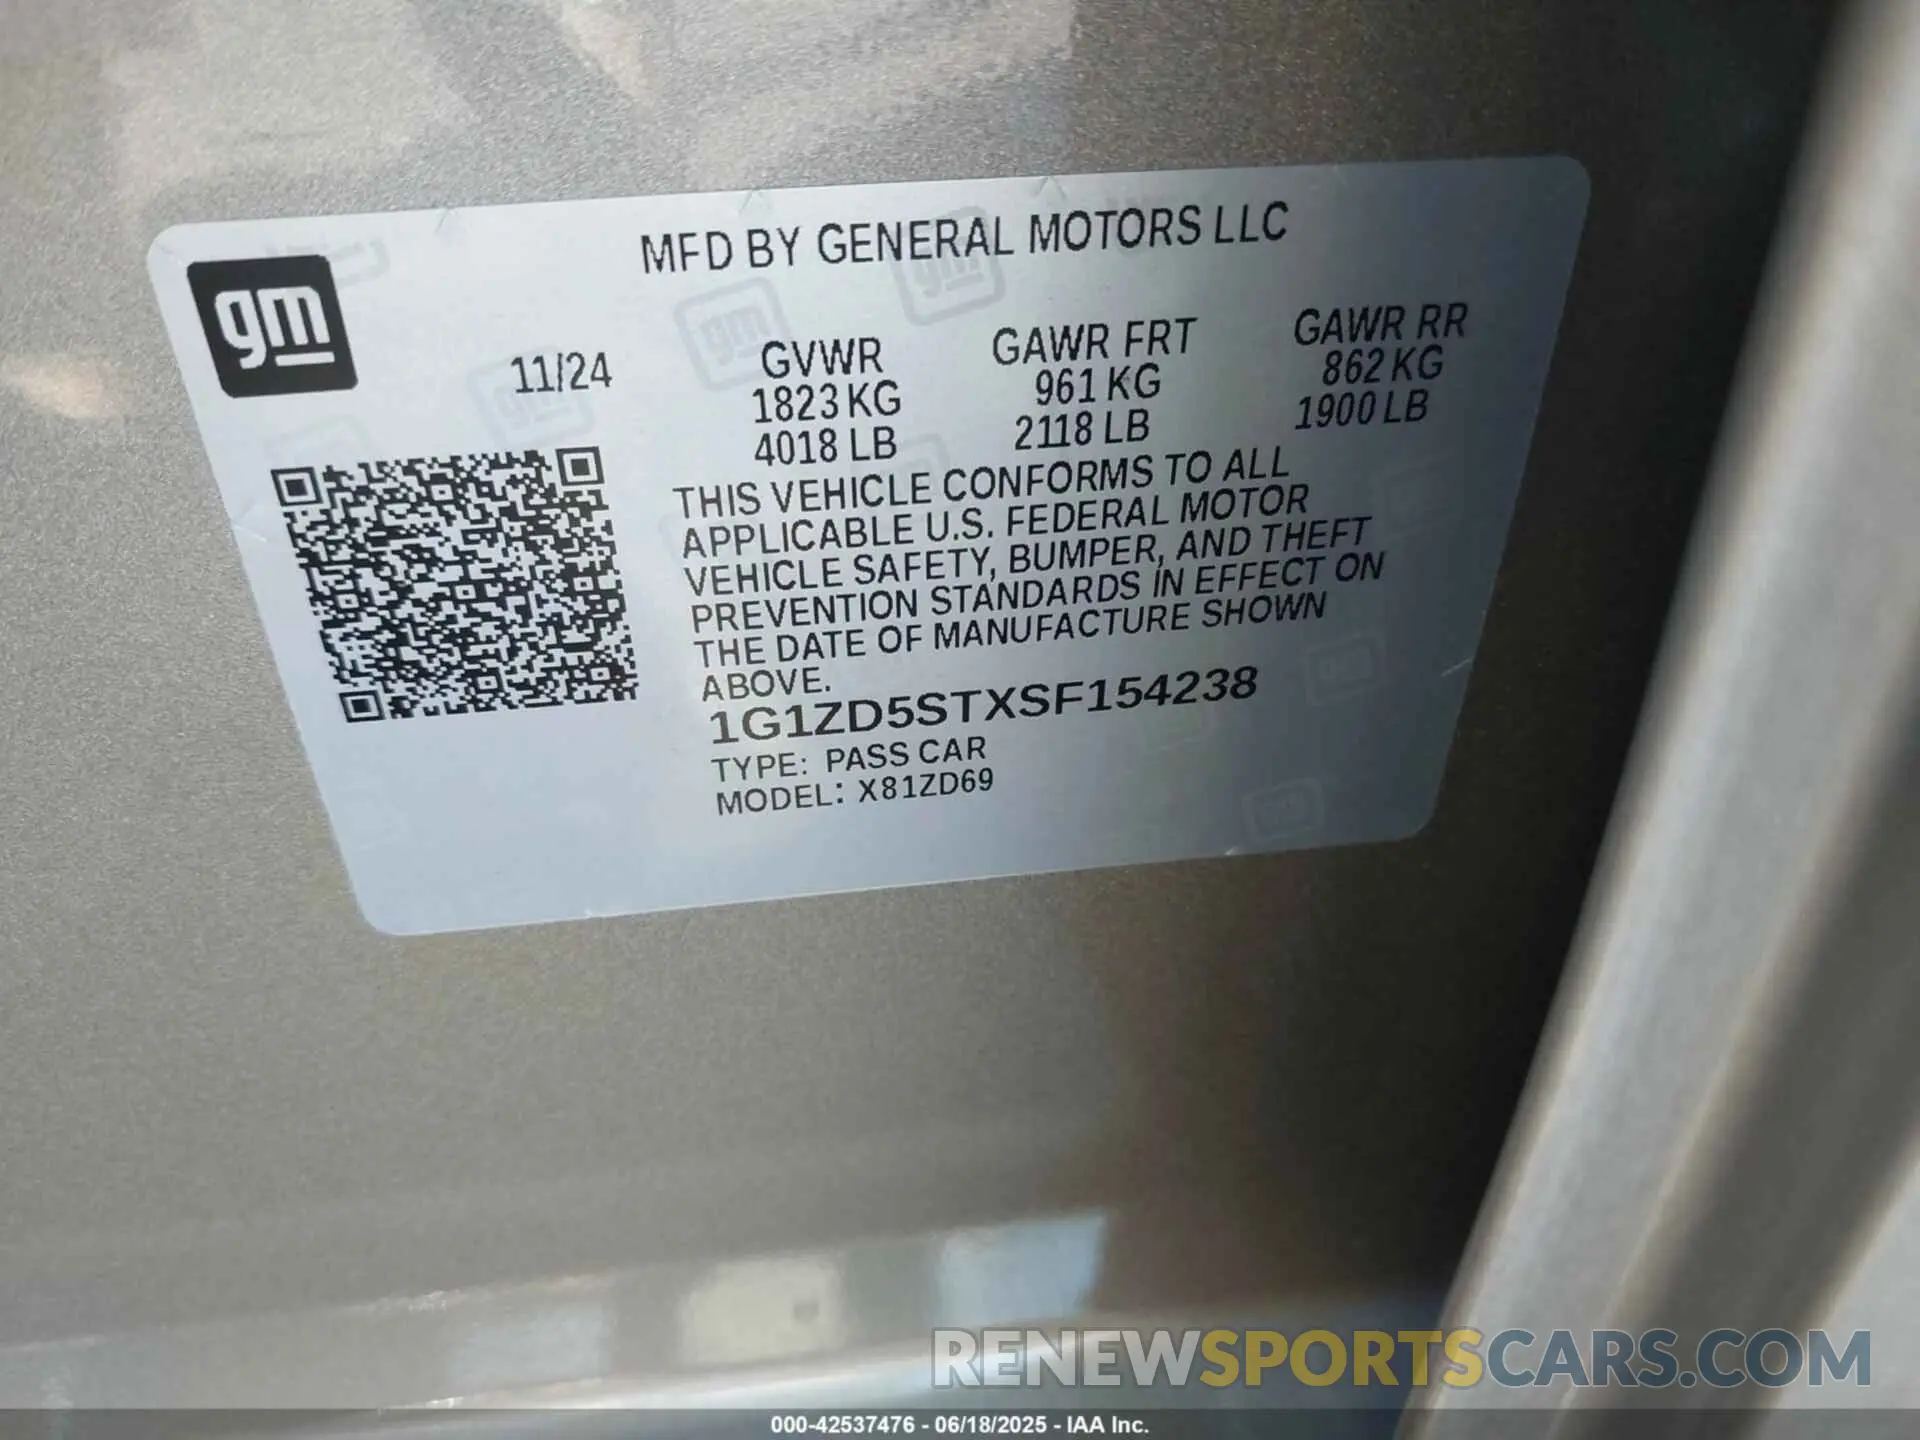 MFD BY GENERAL MOTORS LLC
gm
11/24
GVWR
1823 KG
4018 LB
GAWR FRT
961 KG
2118 LB
GAWR RR
862 KG
1900 LB
THIS VEHICLE CONFORMS TO ALL
APPLICABLE U.S. FEDERAL MOTOR
VEHICLE SAFETY, BUMPER, AND THEFT
PREVENTION STANDARDS IN EFFECT ON
THE DATE OF MANUFACTURE SHOWN
ABOVE.
1G1ZD5STXSF154238
TYPE: PASS CAR
MODEL: X81ZD69
RENEWSPORTSCARS.COM
000-42537476 - 06/18/2025 - IAA Inc.